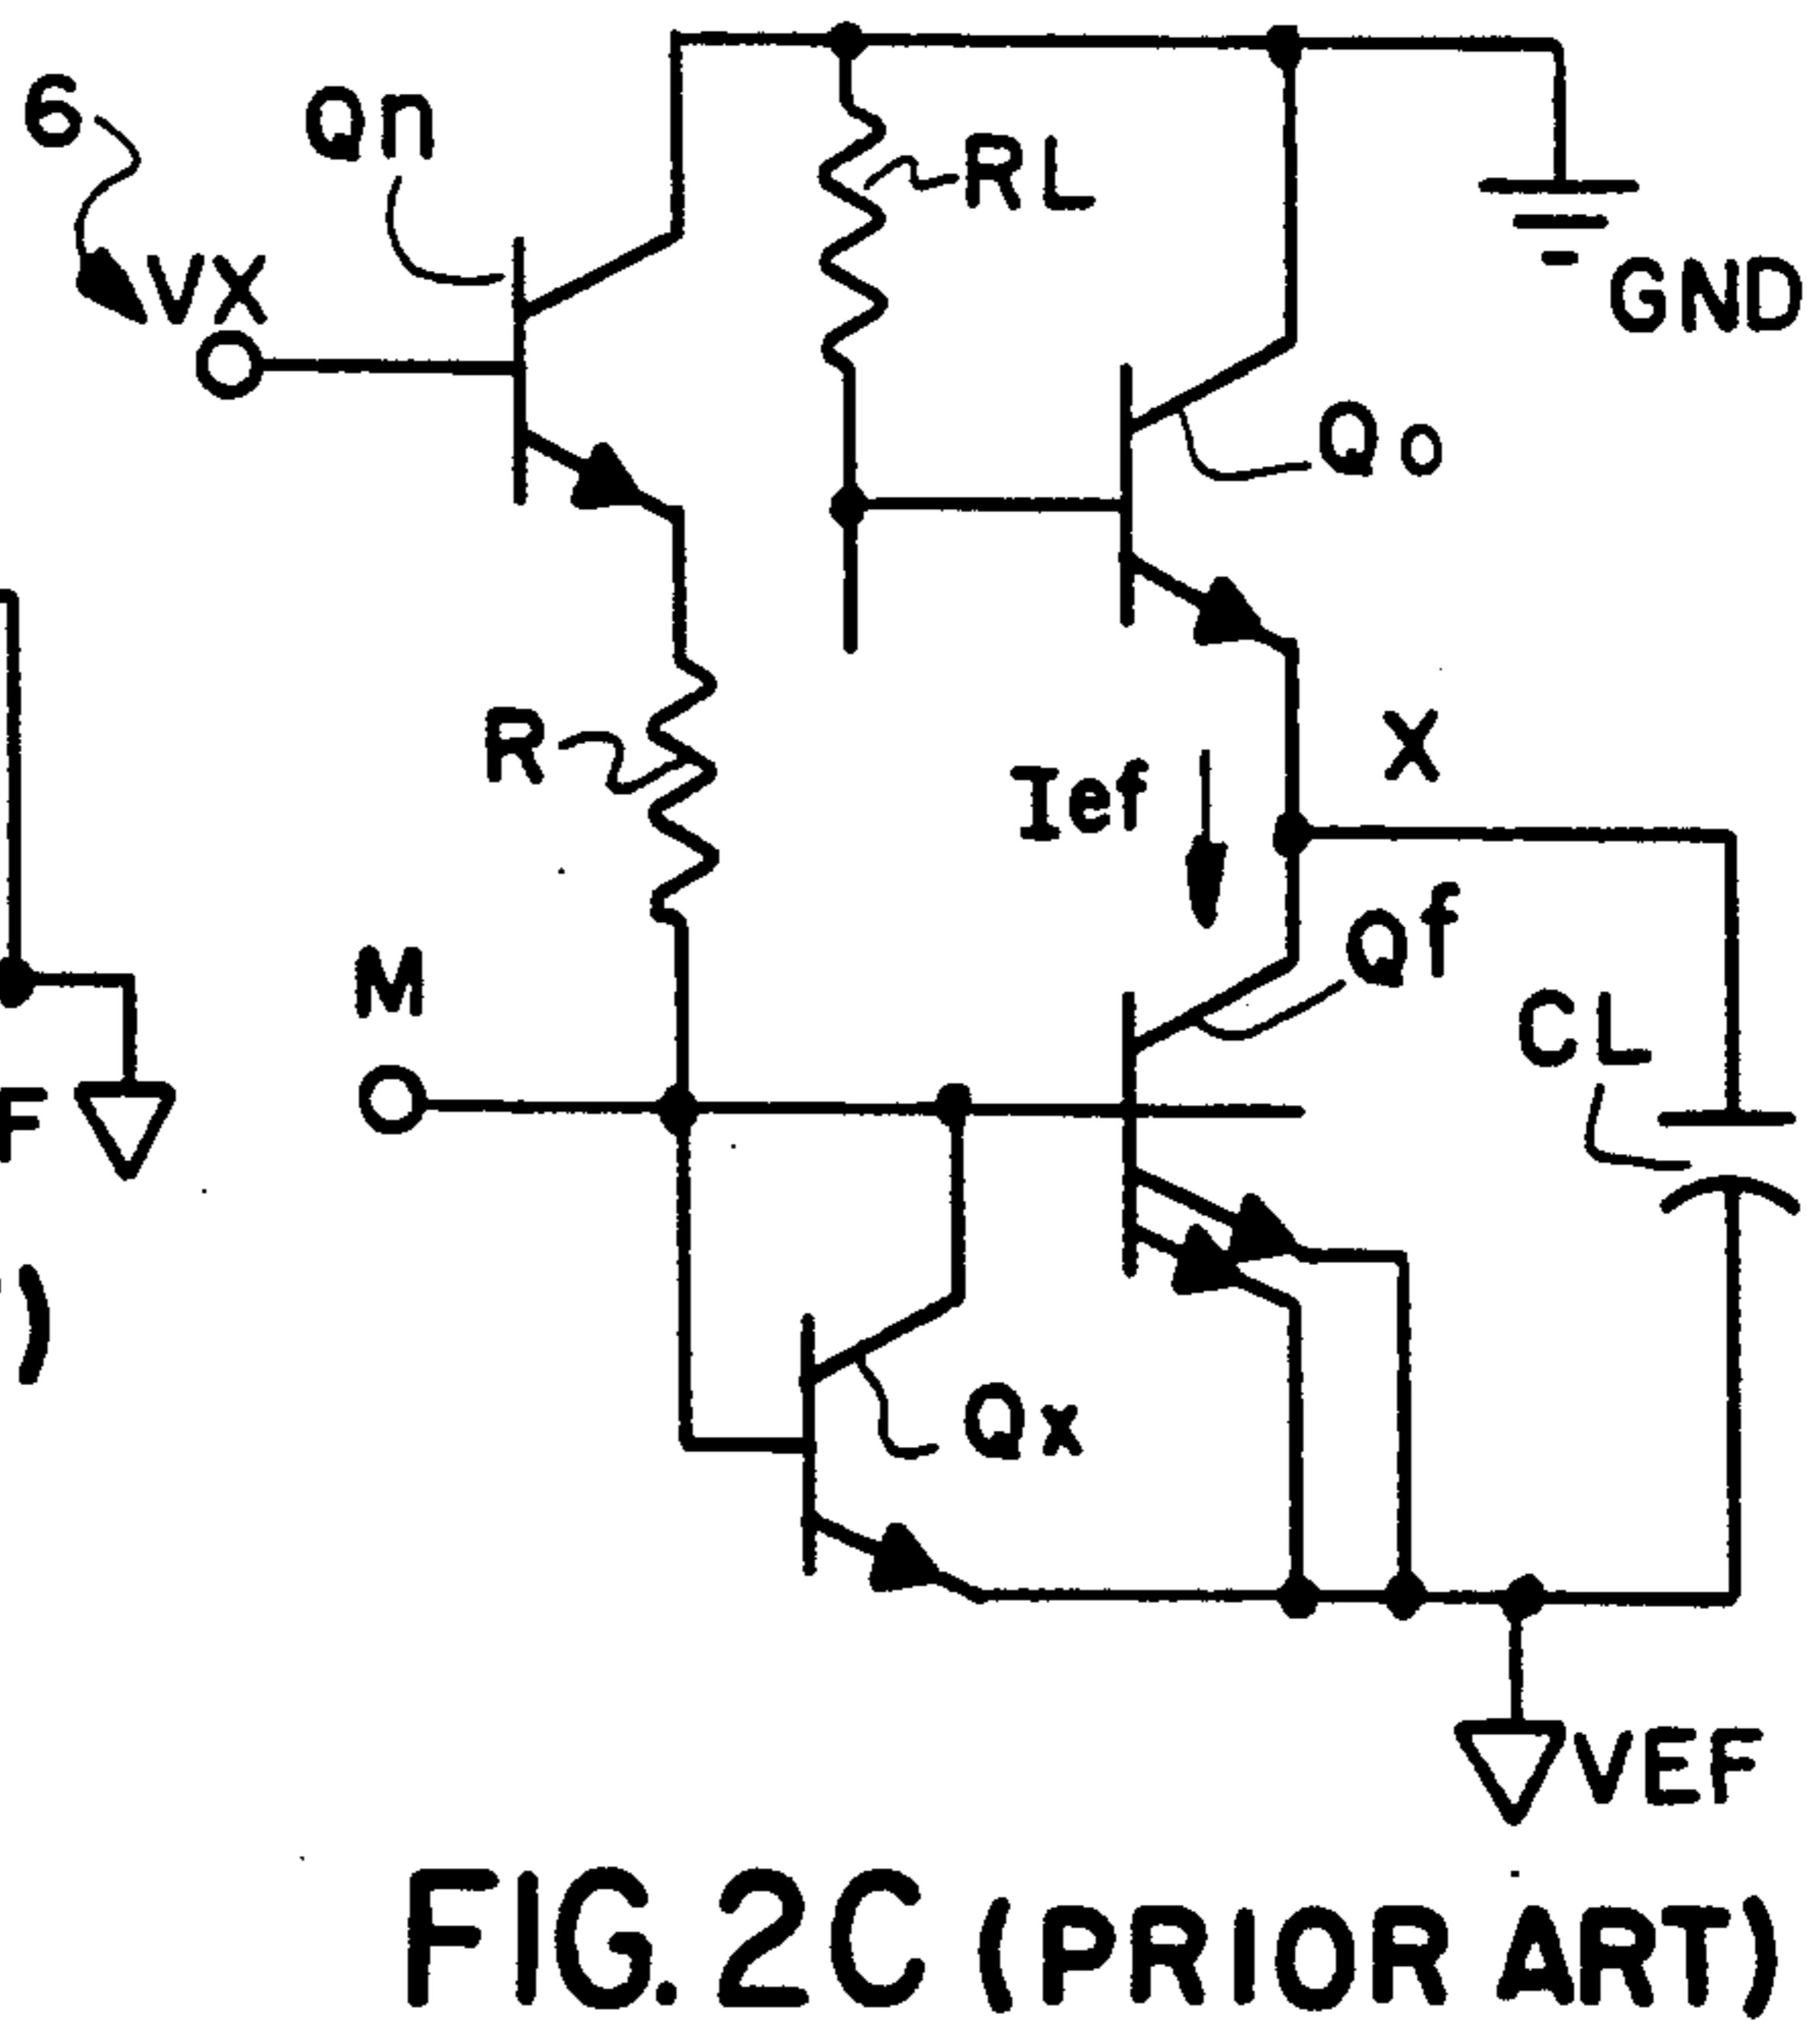 6
Qn
RL
VX
GND
Qo
R
Ief
X
M
Qf
CL
F
Qx
)
VEF
FIG. 2C (PRIOR ART)